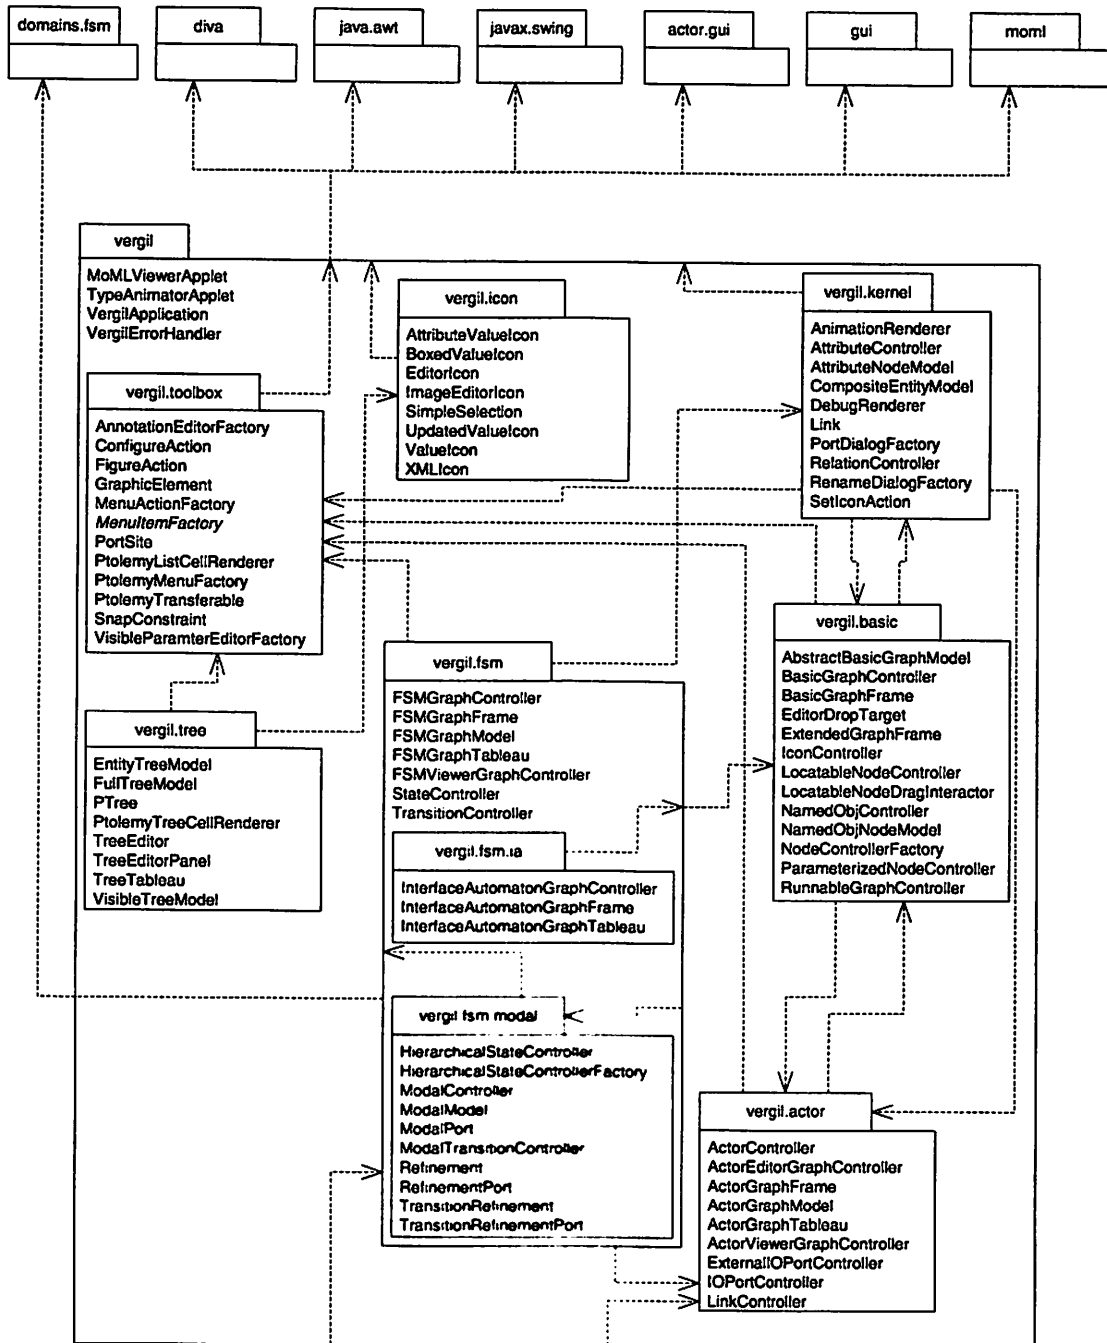 domains.fsm
diva
java.awt
javax.swing
actor.gui
gui
moml
vergil
MoMLViewerApplet
TypeAnimatorApplet
VergilApplication
VergilErrorHandler
vergil.icon
AttributeValueIcon
BoxedValueIcon
EditorIcon
ImageEditorIcon
SimpleSelection
UpdatedValueIcon
ValueIcon
XMLIcon
vergil.kernel
AnimationRenderer
AttributeController
AttributeNodeModel
CompositeEntityModel
DebugRenderer
Link
PortDialogFactory
RelationController
RenameDialogFactory
SetIconAction
vergil.toolbox
AnnotationEditorFactory
ConfigureAction
FigureAction
GraphicElement
MenuActionFactory
MenuItemFactory
PortSite
PtolemyListCellRenderer
PtolemyMenuFactory
PtolemyTransferable
SnapConstraint
VisibleParamterEditorFactory
vergil.tree
EntityTreeModel
FullTreeModel
PTree
PtolemyTreeCellRenderer
TreeEditor
TreeEditorPanel
TreeTableau
VisibleTreeModel
vergil.fsm
FSMGraphController
FSMGraphFrame
FSMGraphModel
FSMGraphTableau
FSMViewerGraphController
StateController
TransitionController
vergil.fsm.ia
InterfaceAutomatonGraphController
InterfaceAutomatonGraphFrame
InterfaceAutomatonGraphTableau
vergil fsm modal
HierarchicalStateController
HierarchicalStateControllerFactory
ModalController
ModalModel
ModalPort
ModalTransitionController
Refinement
RefinementPort
TransitionRefinement
TransitionRefinementPort
vergil.basic
AbstractBasicGraphModel
BasicGraphController
BasicGraphFrame
EditorDropTarget
ExtendedGraphFrame
IconController
LocatableNodeController
LocatableNodeDragInteractor
NamedObjController
NamedObjNodeModel
NodeControllerFactory
ParameterizedNodeController
RunnableGraphController
vergil.actor
ActorController
ActorEditorGraphController
ActorGraphFrame
ActorGraphModel
ActorGraphTableau
ActorViewerGraphController
ExternalIOPortController
IOPortController
LinkController